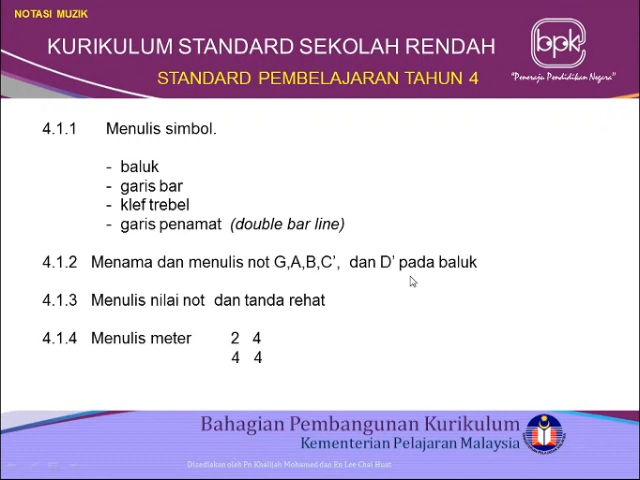 NOTASI MUZIK
KURIKULUM STANDARD SEKOLAH RENDAH
STANDARD PEMBELAJARAN TAHUN 4
bpk
"Peneraju Pendidikan Negara"
4.1.1 Menulis simbol.
- baluk
- garis bar
- klef trebel
- garis penamat (double bar line)
4.1.2 Menama dan menulis not G,A,B,C’, dan D’ pada baluk
4.1.3 Menulis nilai not dan tanda rehat
4.1.4 Menulis meter 2 4
4 4
Bahagian Pembangunan Kurikulum
Kementerian Pelajaran Malaysia
Disediakan oleh Pn Khalijah Mohamed dan En Lee Chai Huat